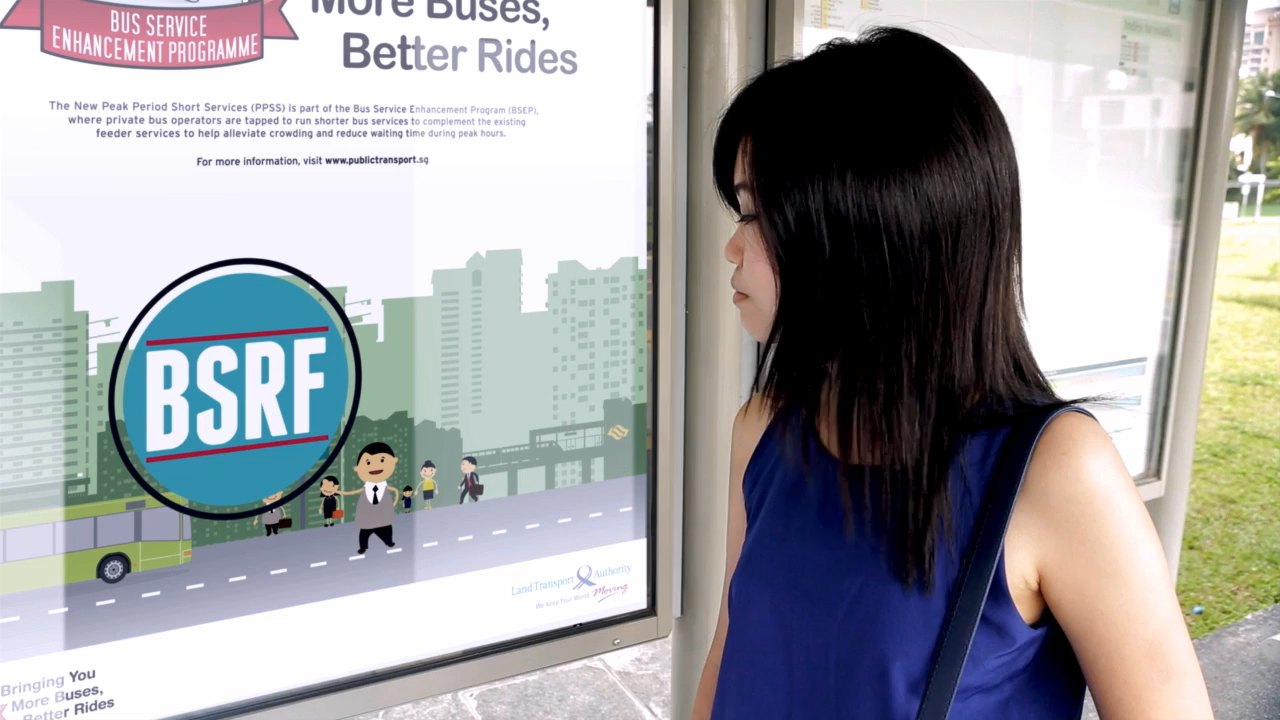 BUS SERVICE
ENHANCEMENT PROGRAMME
More Buses,
Better Rides
The New Peak Period Short Services (PPSS) is part of the Bus Service Enhancement Program (BSEP),
where private bus operators are tapped to run shorter bus services to complement the existing
feeder services to help alleviate crowding and reduce waiting time during peak hours.
For more information, visit www.publictransport.sg
BSRF
Land Transport Authority
We Keep Your World Moving
Bringing You
More Buses,
Better Rides